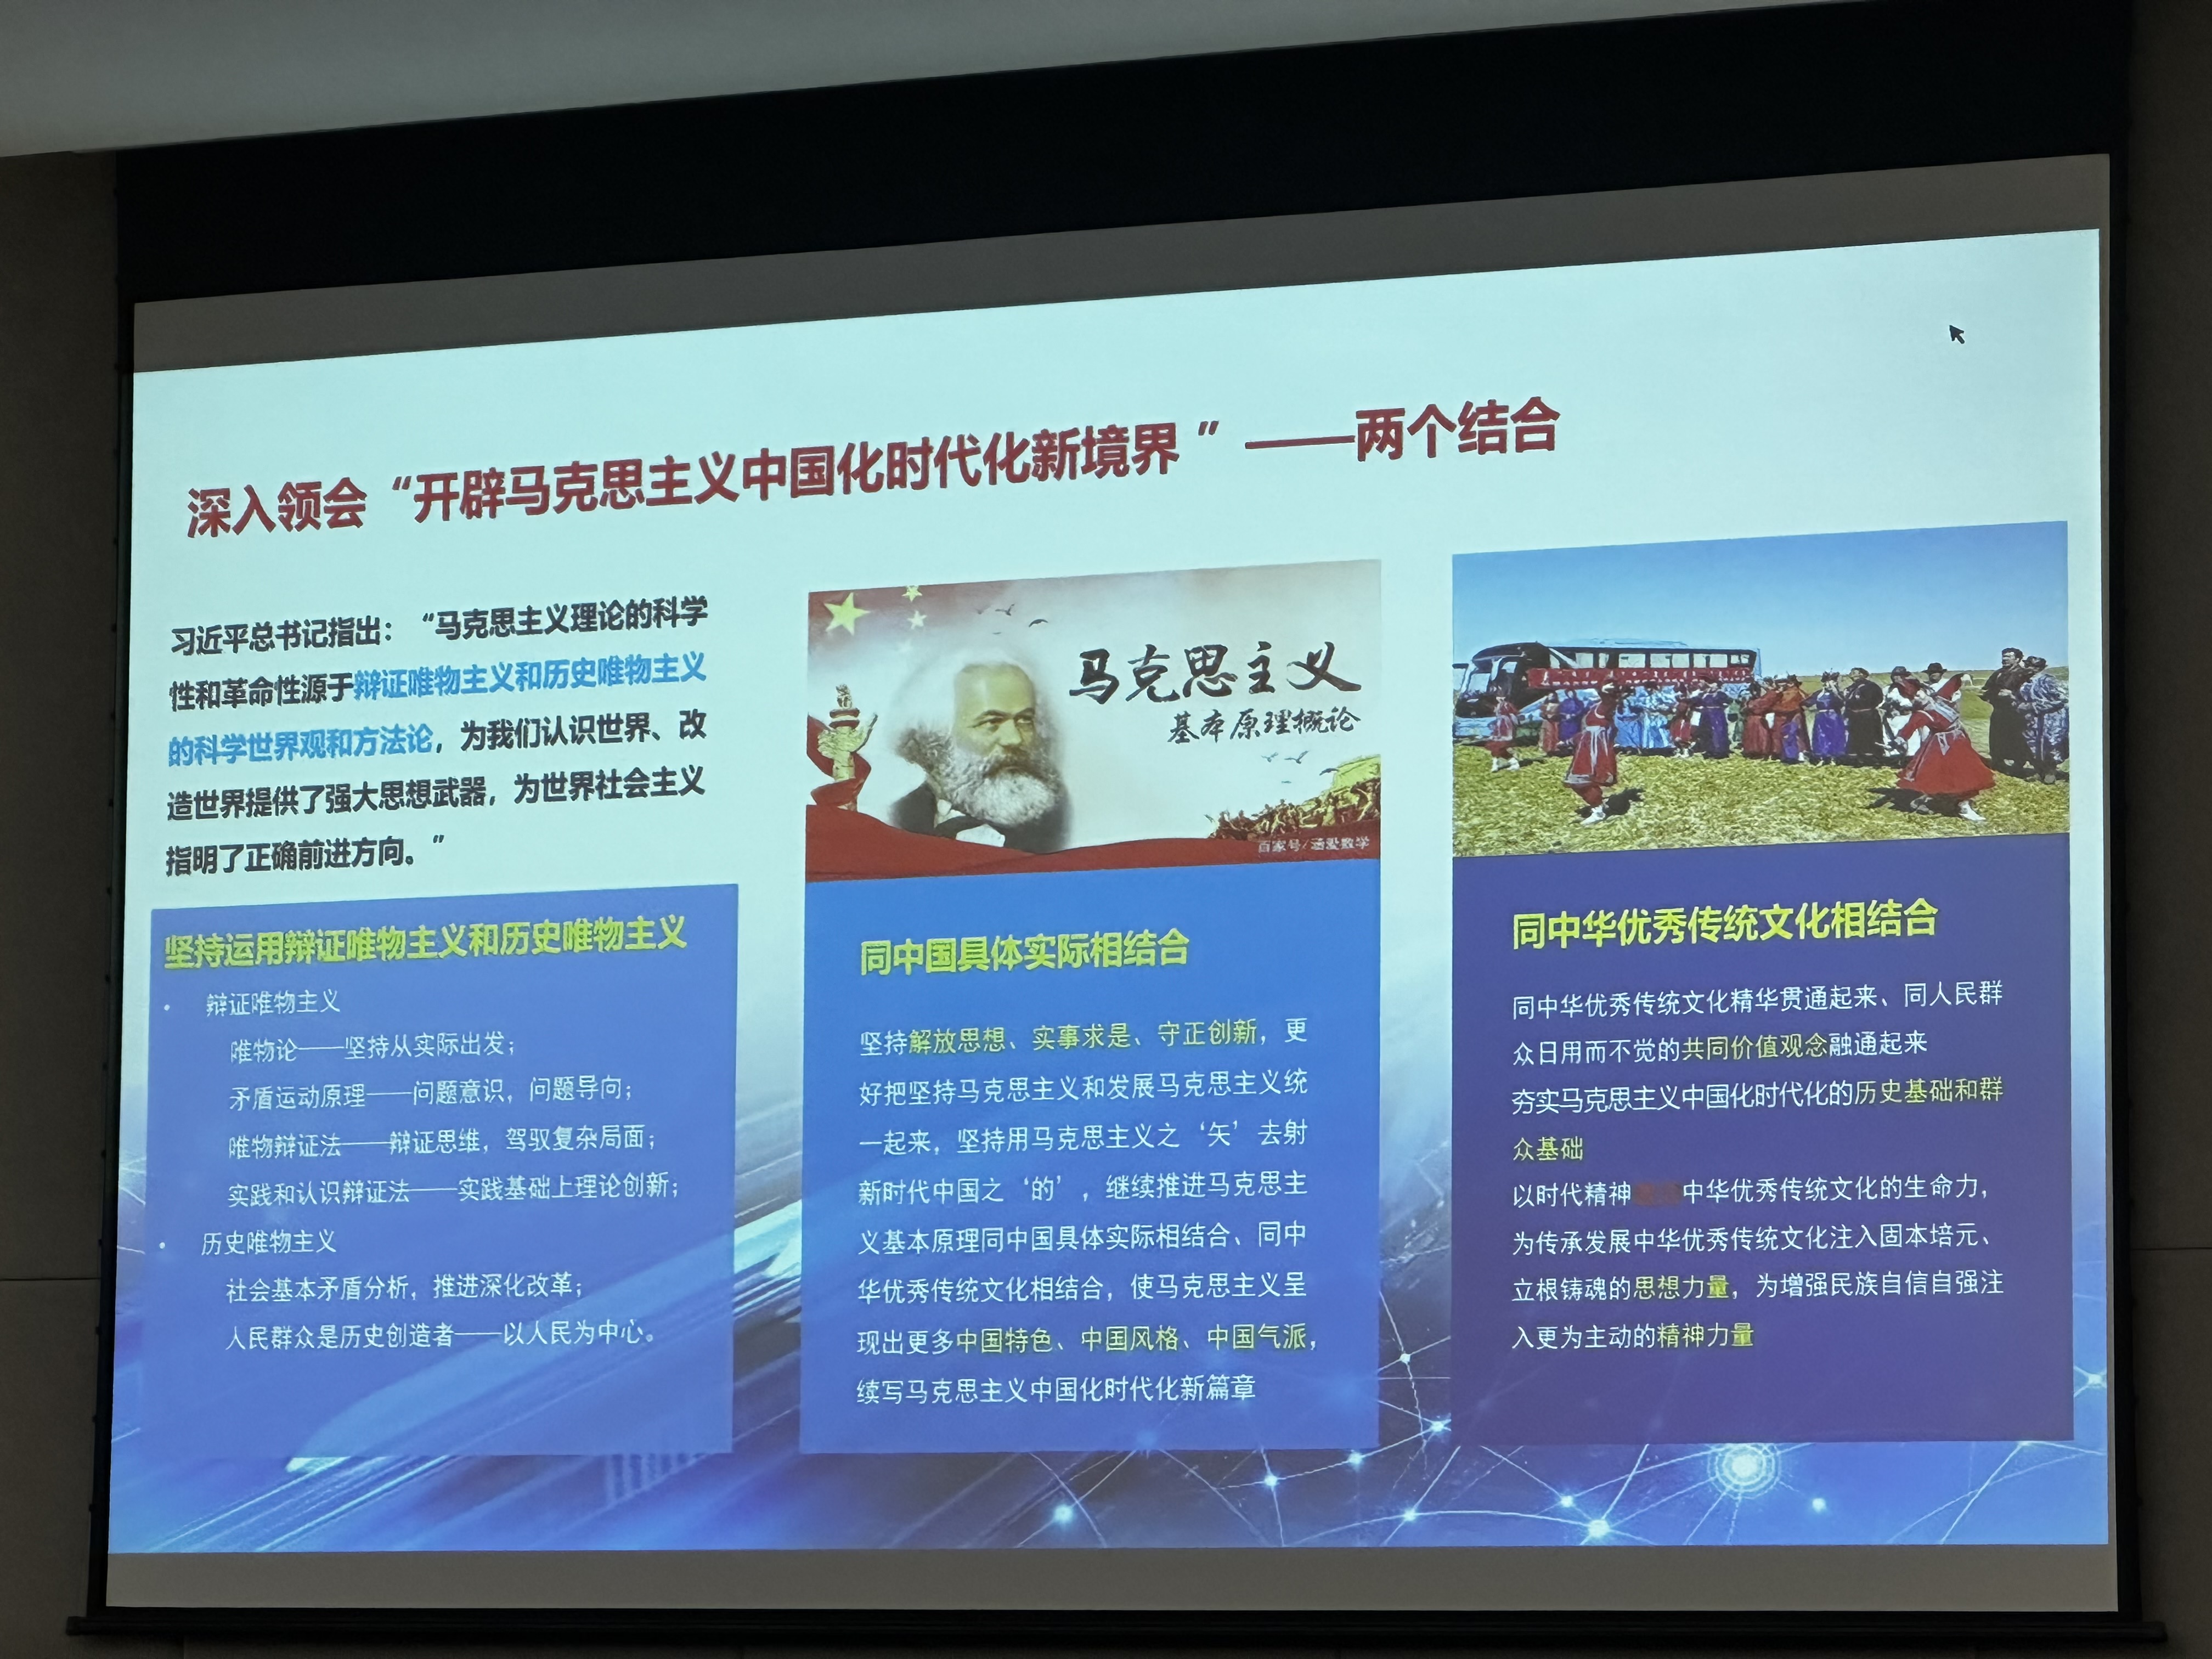 深入领会“开辟马克思主义中国化时代化新境界 ”——两个结合
习近平总书记指出：“马克思主义理论的科学
性和革命性源于辩证唯物主义和历史唯物主义
的科学世界观和方法论，为我们认识世界、改
造世界提供了强大思想武器，为世界社会主义
指明了正确前进方向。”
坚持运用辩证唯物主义和历史唯物主义
• 辩证唯物主义
唯物论——坚持从实际出发；
矛盾运动原理——问题意识，问题导向；
唯物辩证法——辩证思维，驾驭复杂局面；
实践和认识辩证法——实践基础上理论创新；
• 历史唯物主义
社会基本矛盾分析，推进深化改革；
人民群众是历史创造者——以人民为中心。
马克思主义
基本原理概论
百家号/涵爱数学
同中国具体实际相结合
坚持解放思想、实事求是、守正创新，更
好把坚持马克思主义和发展马克思主义统
一起来，坚持用马克思主义之‘矢’去射
新时代中国之‘的’，继续推进马克思主
义基本原理同中国具体实际相结合、同中
华优秀传统文化相结合，使马克思主义呈
现出更多中国特色、中国风格、中国气派，
续写马克思主义中国化时代化新篇章
同中华优秀传统文化相结合
同中华优秀传统文化精华贯通起来、同人民群
众日用而不觉的共同价值观念融通起来
夯实马克思主义中国化时代化的历史基础和群
众基础
以时代精神 中华优秀传统文化的生命力，
为传承发展中华优秀传统文化注入固本培元、
立根铸魂的思想力量，为增强民族自信自强注
入更为主动的精神力量